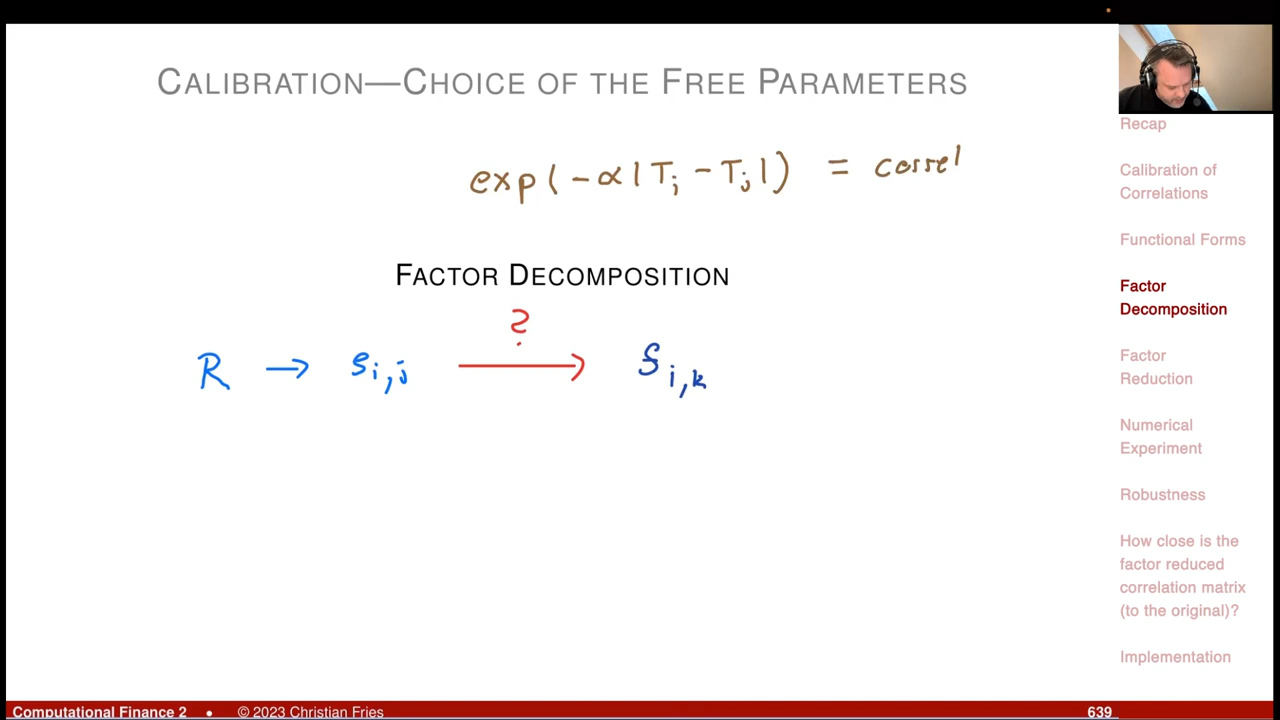 CALIBRATION—CHOICE OF THE FREE PARAMETERS
exp(-α|Ti - Tj|) = correl
FACTOR DECOMPOSITION
?
R → ρi,j → fi,k
Recap
Calibration of
Correlations
Functional Forms
Factor
Decomposition
Factor
Reduction
Numerical
Experiment
Robustness
How close is the
factor reduced
correlation matrix
(to the original)?
Implementation
Computational Finance 2 • © 2023 Christian Fries 639